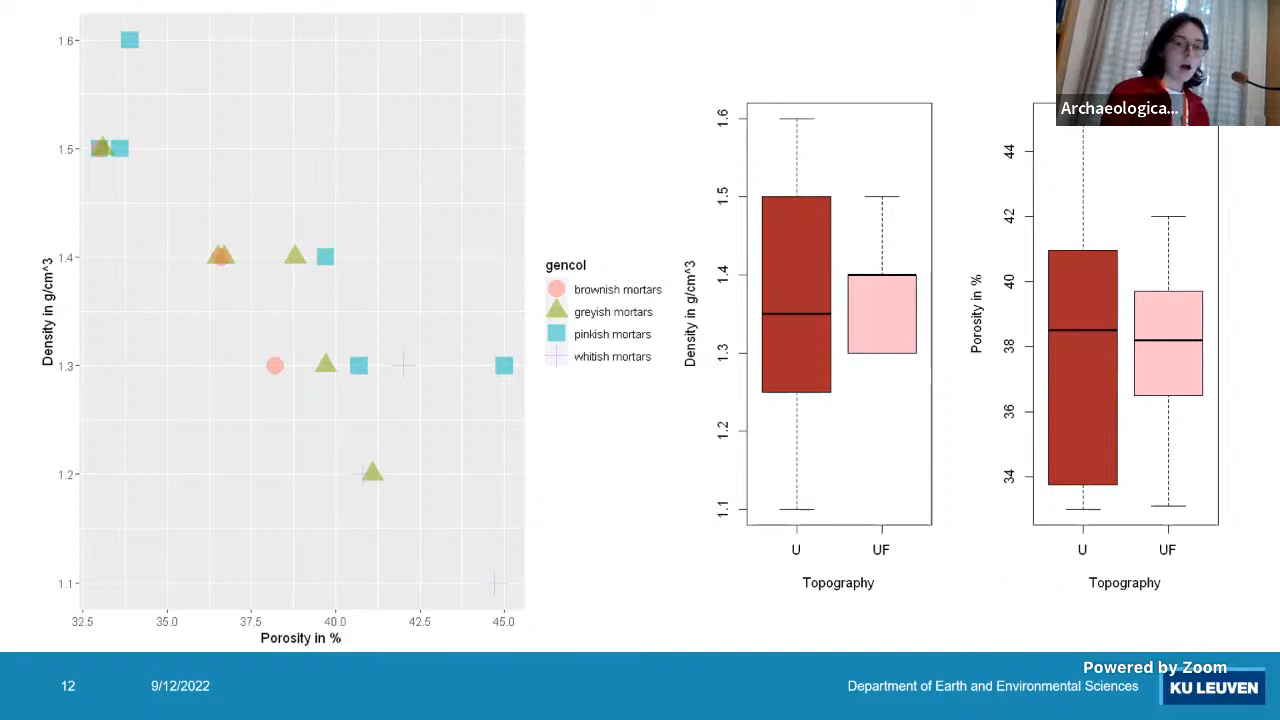 1.6
1.5
1.4
1.3
1.2
1.1
Density in g/cm^3
32.5 35.0 37.5 40.0 42.5 45.0
Porosity in %
gencol
brownish mortars
greyish mortars
pinkish mortars
whitish mortars
Density in g/cm^3
1.6
1.5
1.4
1.3
1.2
1.1
U UF
Topography
Porosity in %
44
42
40
38
36
34
U UF
Topography
Archaeologica...
12 9/12/2022
Department of Earth and Environmental Sciences
Powered by Zoom
KU LEUVEN